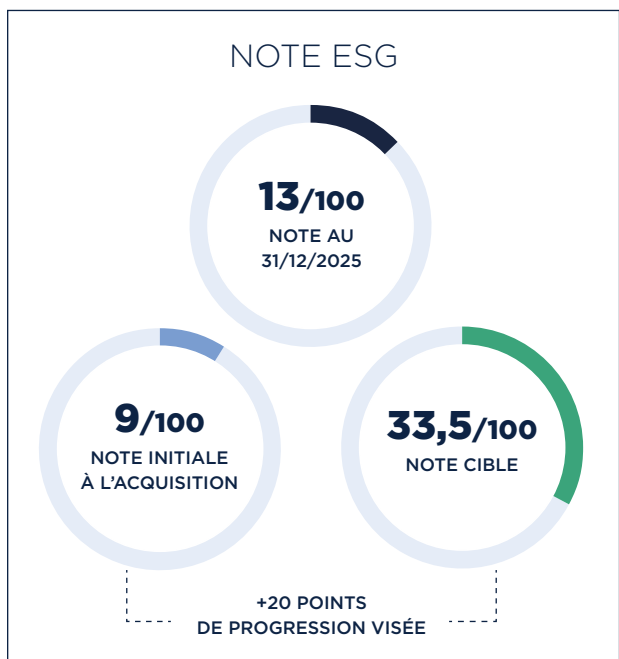 NOTE ESG
13/100
NOTE AU
31/12/2025
9/100
NOTE INITIALE
À L'ACQUISITION
33,5/100
NOTE CIBLE
+20 POINTS
DE PROGRESSION VISÉE